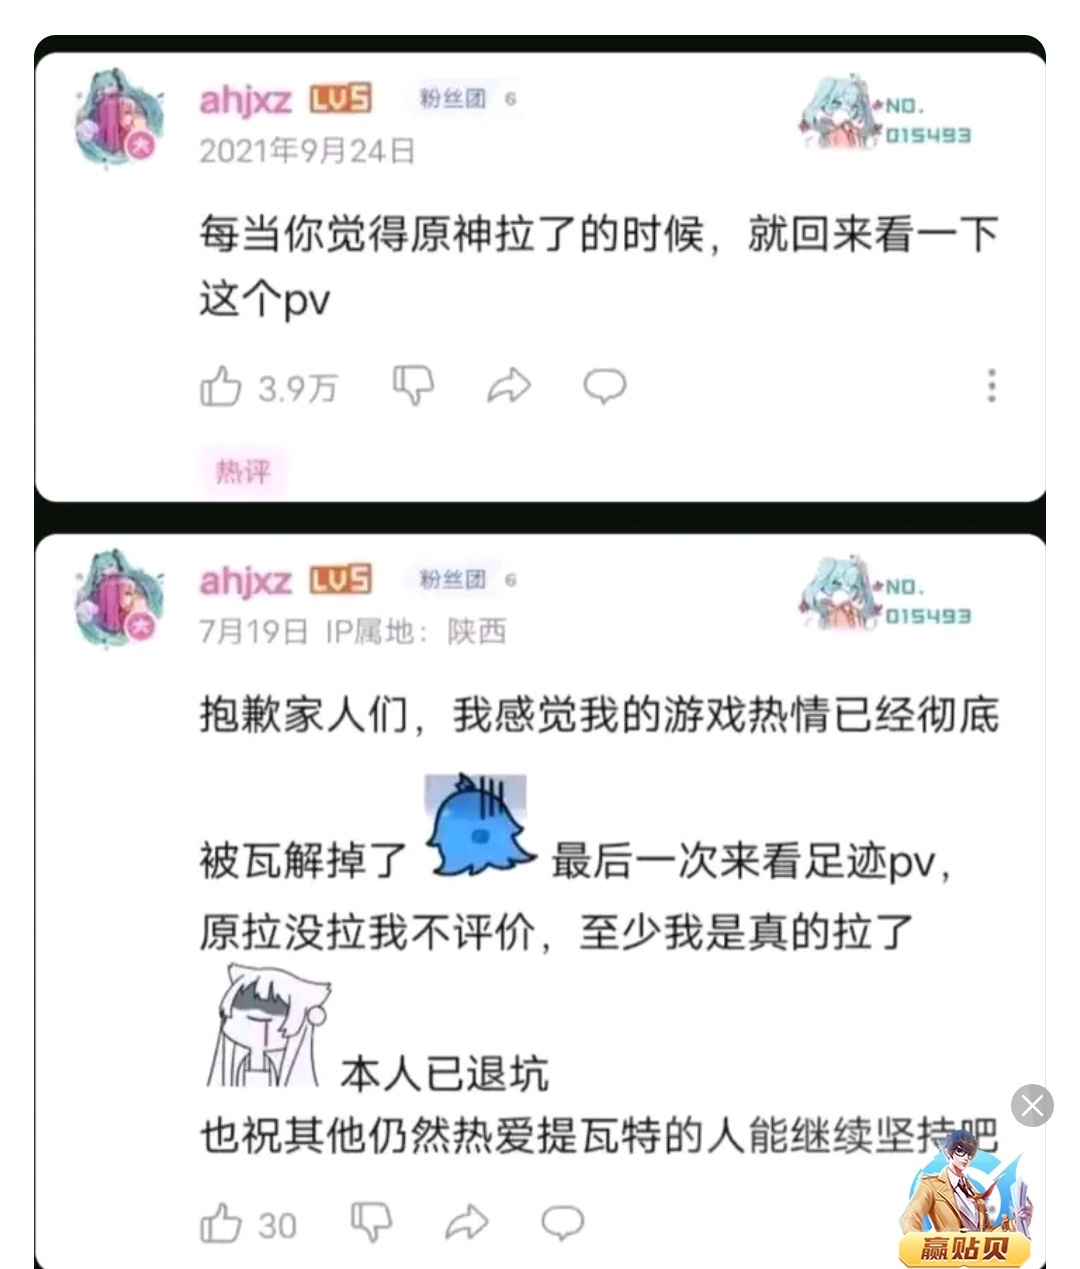 ahjxz LV5 粉丝团 6
NO.
015493
2021年9月24日
每当你觉得原神拉了的时候，就回来看一下
这个pv
3.9万
热评
ahjxz LV5 粉丝团 6
NO.
015493
7月19日 IP属地：陕西
抱歉家人们，我感觉我的游戏热情已经彻底
被瓦解掉了 最后一次来看足迹pv，
原拉没拉我不评价，至少我是真的拉了
本人已退坑
也祝其他仍然热爱提瓦特的人能继续坚持吧
30
赢贴贝